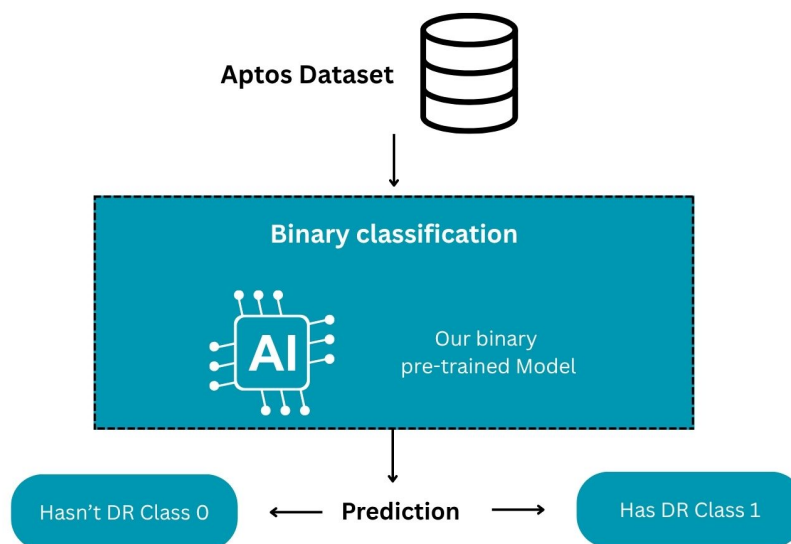 Aptos Dataset
Binary classification
AI
Our binary
pre-trained Model
Hasn’t DR Class 0
Prediction
Has DR Class 1